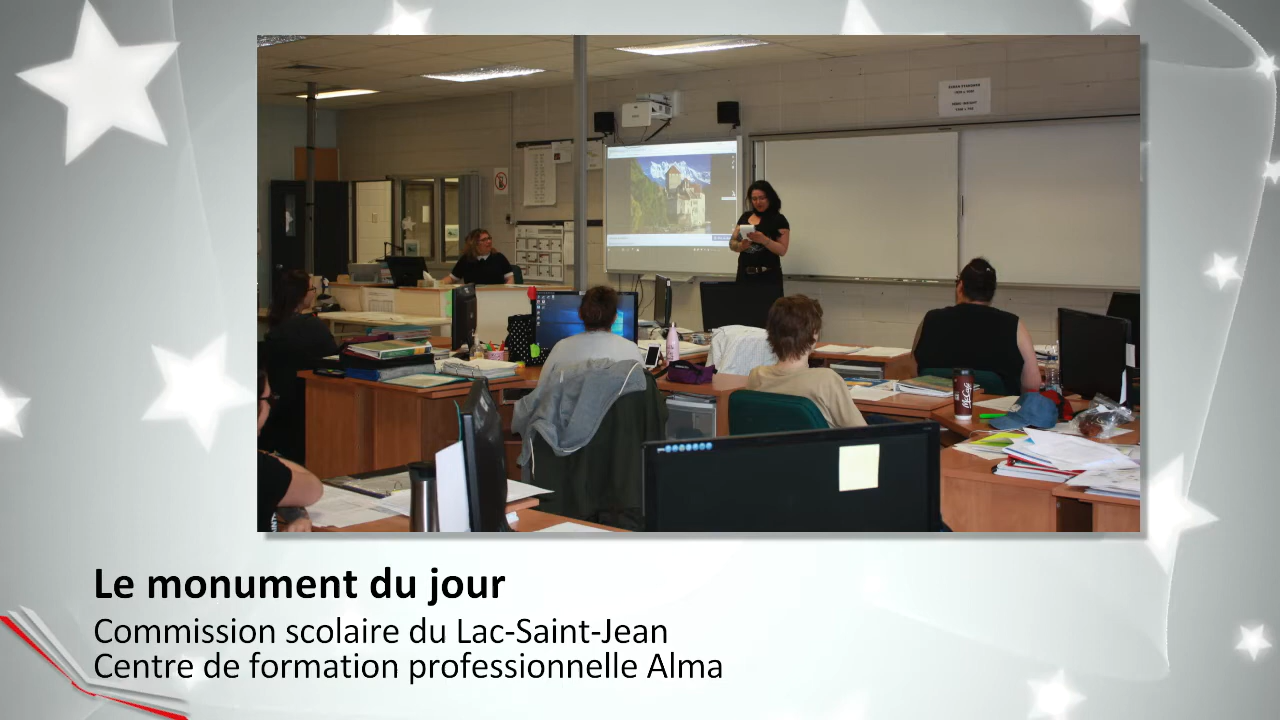 Le monument du jour
Commission scolaire du Lac-Saint-Jean
Centre de formation professionnelle Alma